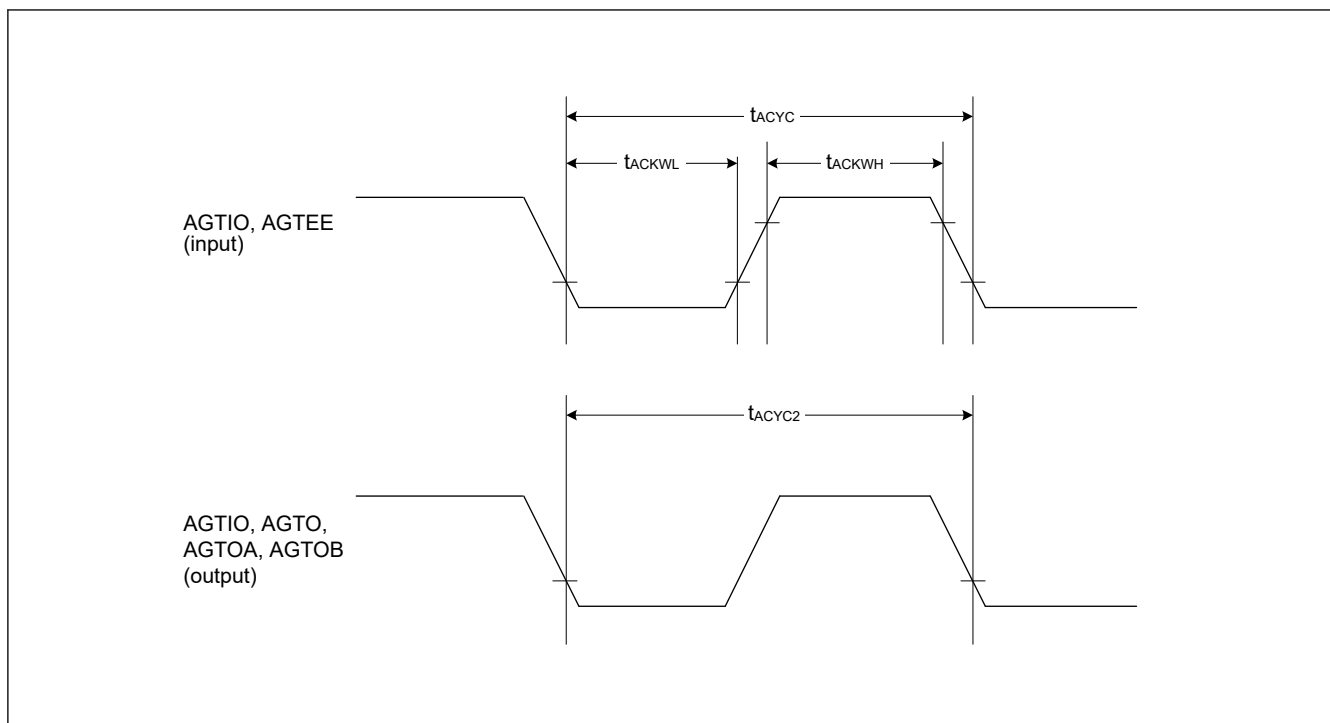 tACYC
tACKWL
tACKWH
AGTIO, AGTEE
(input)
tACYC2
AGTIO, AGTO,
AGTOA, AGTOB
(output)